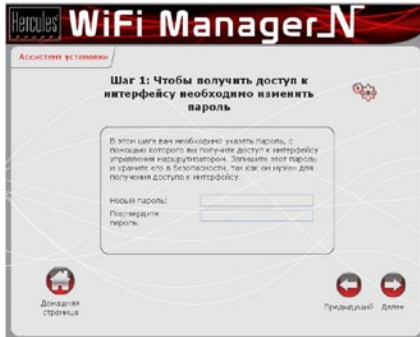 Hercules WiFi Manager_N
Ассистент установки
Шаг 1: Чтобы получить доступ к
интерфейсу необходимо изменить
пароль
В этом шаге вам необходимо указать пароль, с
помощью которого вы получите доступ к интерфейсу
управления маршрутизатором. Запишите этот пароль
и храните его в безопасности, так как он нужен для
получения доступа к интерфейсу.
Новый пароль:
Подтвердите
пароль:
Домашняя
страница
Предыдущий Далее